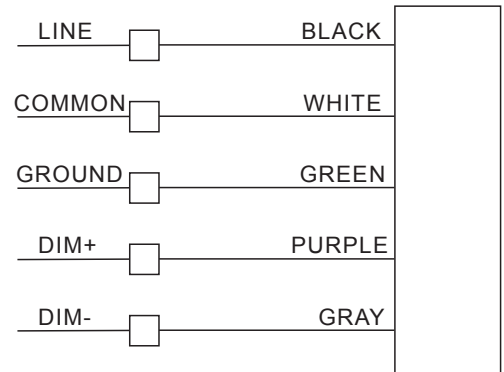 LINE BLACK
COMMON WHITE
GROUND GREEN
DIM+ PURPLE
DIM- GRAY